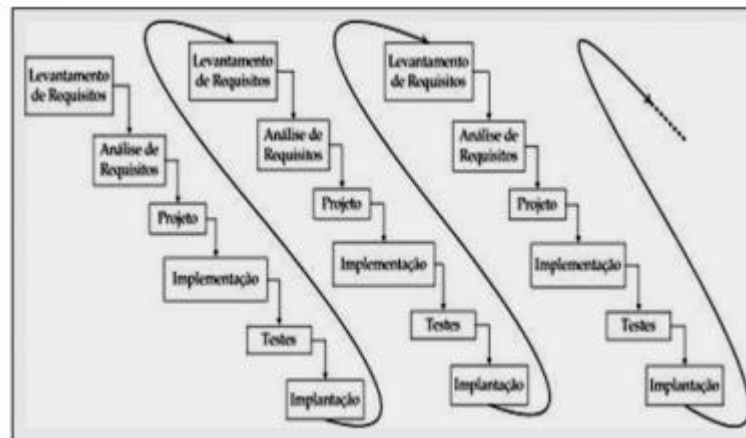 Levantamento
de Requisitos
Análise de
Requisitos
Projeto
Implementação
Testes
Implantação
Levantamento
de Requisitos
Análise de
Requisitos
Projeto
Implementação
Testes
Implantação
Levantamento
de Requisitos
Análise de
Requisitos
Projeto
Implementação
Testes
Implantação